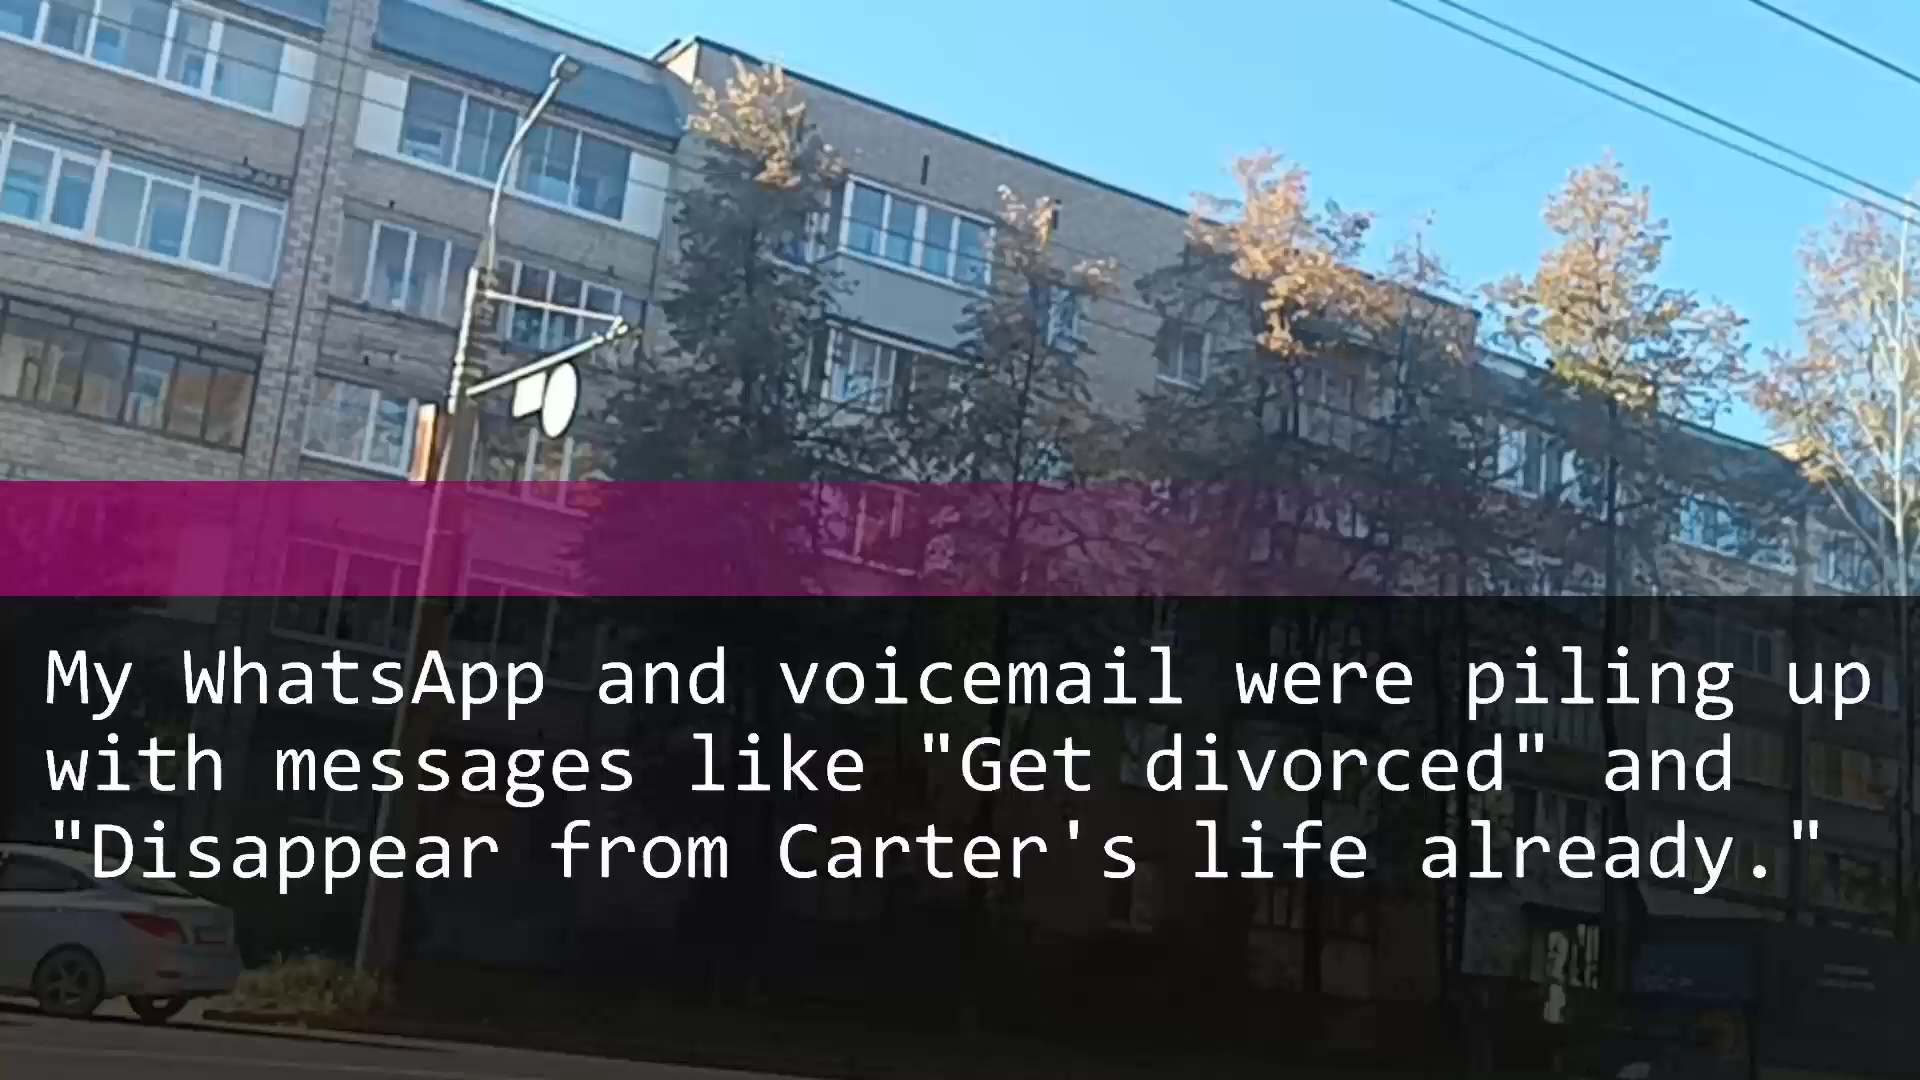 My WhatsApp and voicemail were piling up
with messages like "Get divorced" and
"Disappear from Carter's life already."